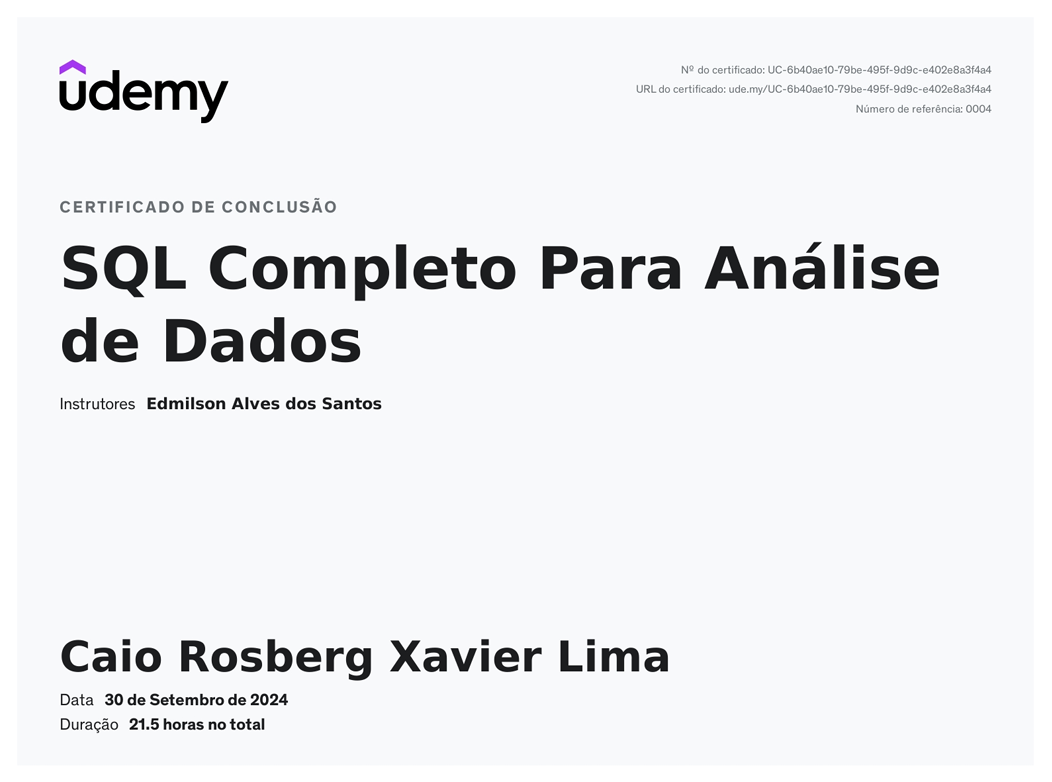 udemy
Nº do certificado: UC-6b40ae10-79be-495f-9d9c-e402e8a3f4a4
URL do certificado: ude.my/UC-6b40ae10-79be-495f-9d9c-e402e8a3f4a4
Número de referência: 0004
CERTIFICADO DE CONCLUSÃO
SQL Completo Para Análise
de Dados
Instrutores Edmilson Alves dos Santos
Caio Rosberg Xavier Lima
Data 30 de Setembro de 2024
Duração 21.5 horas no total